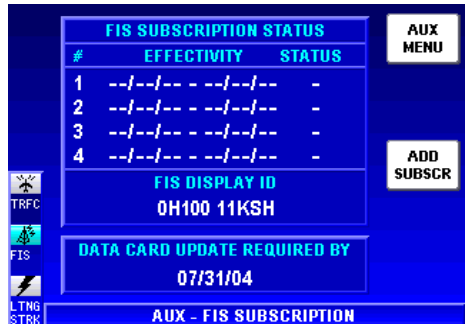 FIS SUBSCRIPTION STATUS
# EFFECTIVITY STATUS
1 --/--/-- - --/--/-- -
2 --/--/-- - --/--/-- -
3 --/--/-- - --/--/-- -
4 --/--/-- - --/--/-- -
FIS DISPLAY ID
0H100 11KSH
DATA CARD UPDATE REQUIRED BY
07/31/04
AUX - FIS SUBSCRIPTION
AUX
MENU
ADD
SUBSCR
TRFC
FIS
LTNG
STRK